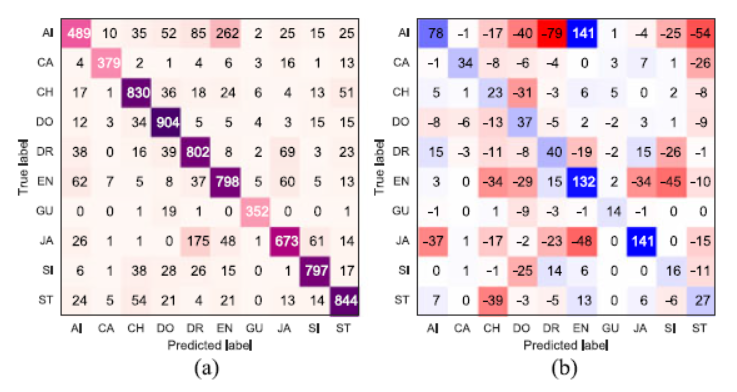 AI 489 10 35 52 85 262 2 25 15 25
CA 4 379 2 1 4 6 3 16 1 13
CH 17 1 830 36 18 24 6 4 13 51
DO 12 3 34 904 5 5 4 3 15 15
DR 38 0 16 39 802 8 2 69 3 23
EN 62 7 5 8 37 798 5 60 5 13
GU 0 0 1 19 1 0 352 0 0 1
JA 26 1 1 0 175 48 1 673 61 14
SI 6 1 38 28 26 15 0 1 797 17
ST 24 5 54 21 4 21 0 13 14 844
AI CA CH DO DR EN GU JA SI ST
True label
Predicted label
(a)
AI 78 -1 -17 -40 -79 141 1 -4 -25 -54
CA -1 34 -8 -6 -4 0 3 7 1 -26
CH 5 1 23 -31 -3 6 5 0 2 -8
DO -8 -6 -13 37 -5 2 -2 3 1 -9
DR 15 -3 -11 -8 40 -19 -2 15 -26 -1
EN 3 0 -34 -29 15 132 2 -34 -45 -10
GU -1 0 1 -9 -3 -1 14 -1 0 0
JA -37 1 -17 -2 -23 -48 0 141 0 -15
SI 0 1 -1 -25 14 6 0 0 16 -11
ST 7 0 -39 -3 -5 13 0 6 -6 27
AI CA CH DO DR EN GU JA SI ST
True label
Predicted label
(b)